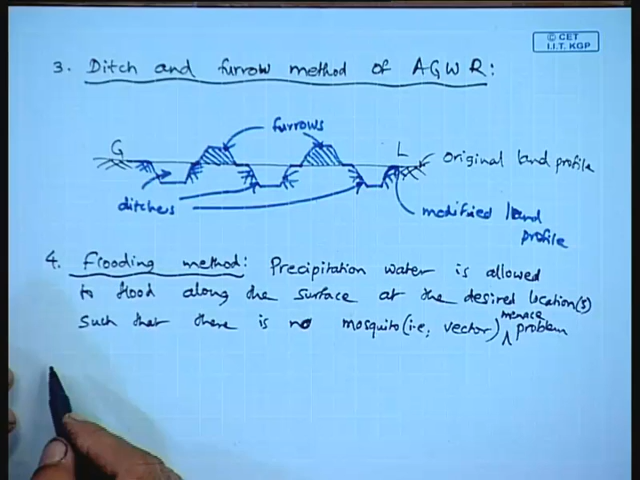 © CET
I.I.T. KGP
3. Ditch and furrow method of AGWR:
furrows
G L
original land profile
ditches
modified land
profile
4. Flooding method: Precipitation water is allowed
to flood along the surface at the desired location(s)
such that there is no mosquito (i.e., vector) menace problem